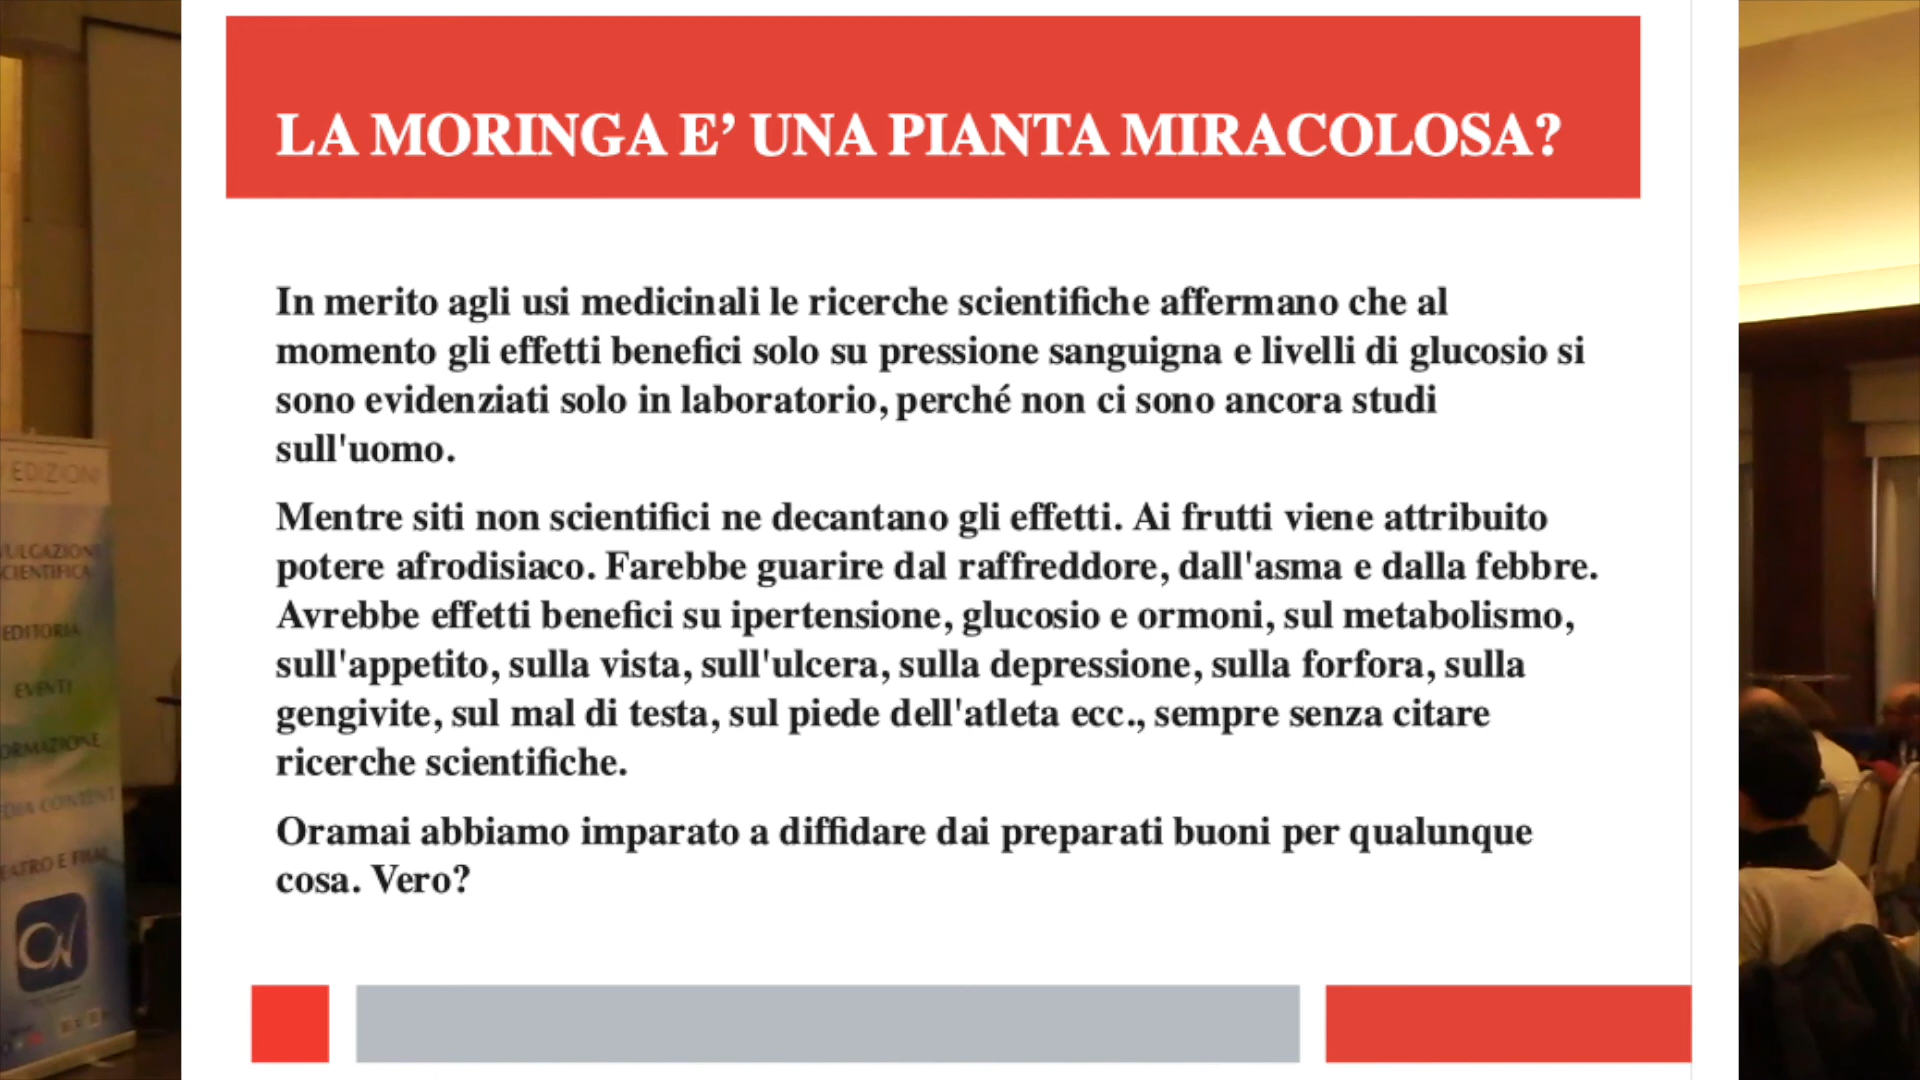 LA MORINGA E’ UNA PIANTA MIRACOLOSA?
In merito agli usi medicinali le ricerche scientifiche affermano che al
momento gli effetti benefici solo su pressione sanguigna e livelli di glucosio si
sono evidenziati solo in laboratorio, perché non ci sono ancora studi
sull'uomo.
Mentre siti non scientifici ne decantano gli effetti. Ai frutti viene attribuito
potere afrodisiaco. Farebbe guarire dal raffreddore, dall'asma e dalla febbre.
Avrebbe effetti benefici su ipertensione, glucosio e ormoni, sul metabolismo,
sull'appetito, sulla vista, sull'ulcera, sulla depressione, sulla forfora, sulla
gengivite, sul mal di testa, sul piede dell'atleta ecc., sempre senza citare
ricerche scientifiche.
Oramai abbiamo imparato a diffidare dai preparati buoni per qualunque
cosa. Vero?
EDIZIONI
EDITORIA
EVENTI